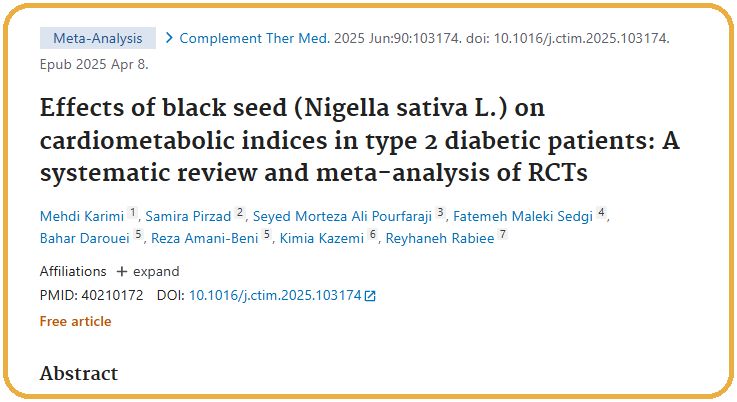 Meta-Analysis > Complement Ther Med. 2025 Jun:90:103174. doi: 10.1016/j.ctim.2025.103174.
Epub 2025 Apr 8.
Effects of black seed (Nigella sativa L.) on
cardiometabolic indices in type 2 diabetic patients: A
systematic review and meta-analysis of RCTs
Mehdi Karimi 1, Samira Pirzad 2, Seyed Morteza Ali Pourfaraji 3, Fatemeh Maleki Sedgi 4,
Bahar Darouei 5, Reza Amani-Beni 5, Kimia Kazemi 6, Reyhaneh Rabiee 7
Affiliations + expand
PMID: 40210172 DOI: 10.1016/j.ctim.2025.103174
Free article
Abstract